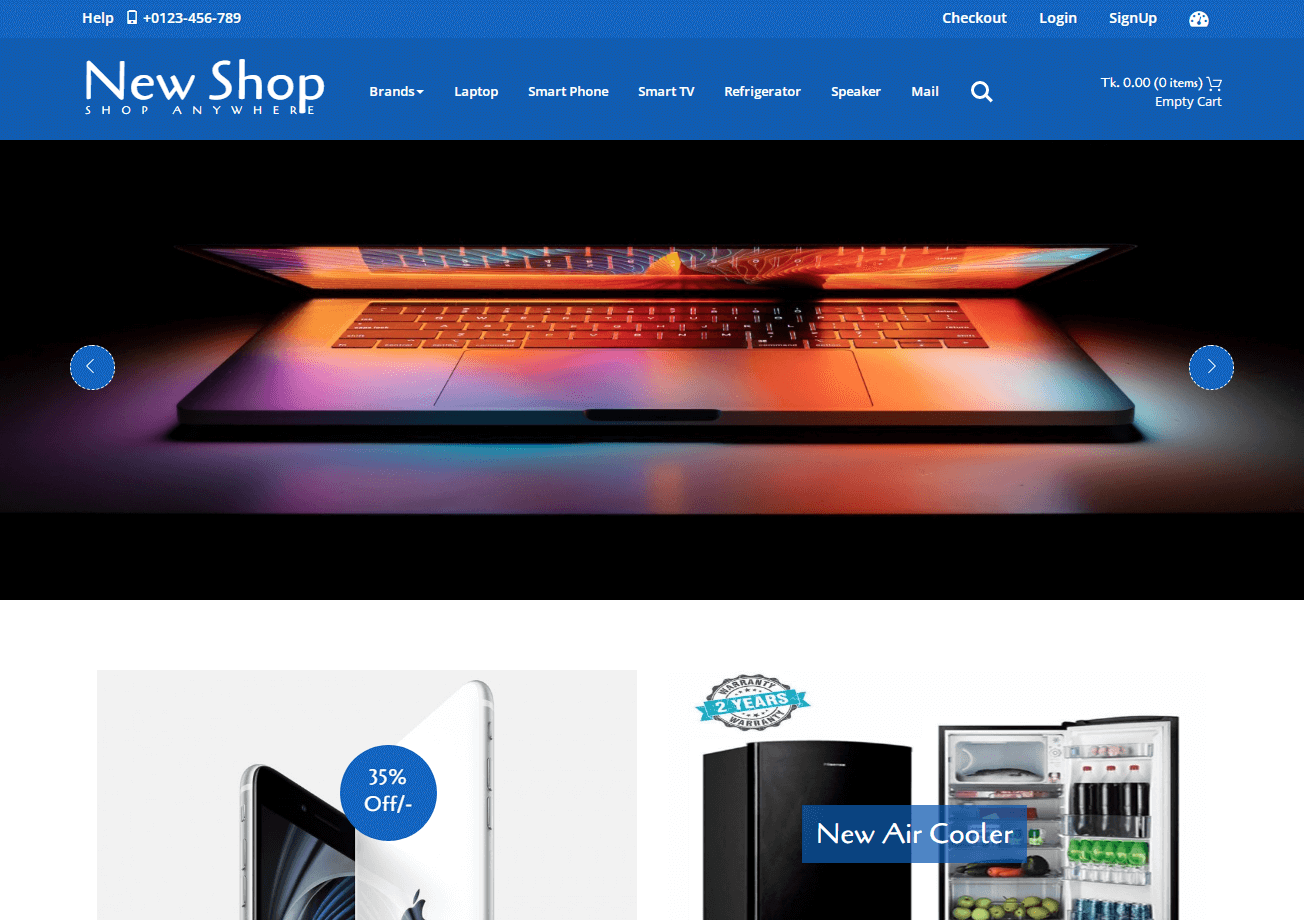 Help +0123-456-789 Checkout Login SignUp
New Shop
SHOP ANYWHERE
Brands Laptop Smart Phone Smart TV Refrigerator Speaker Mail
Tk. 0.00 (0 items)
Empty Cart
WARRANTY
2 YEARS
WARRANTY
35%
Off/-
New Air Cooler